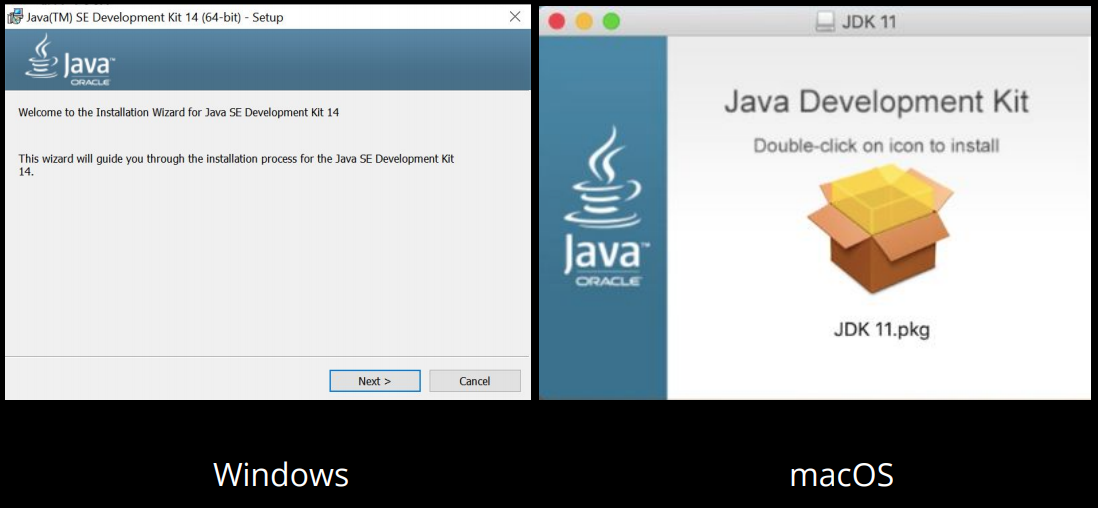 Java(TM) SE Development Kit 14 (64-bit) - Setup
Java™
ORACLE
Welcome to the Installation Wizard for Java SE Development Kit 14
This wizard will guide you through the installation process for the Java SE Development Kit
14.
Next >
Cancel
Windows
JDK 11
Java™
ORACLE
Java Development Kit
Double-click on icon to install
JDK 11.pkg
macOS